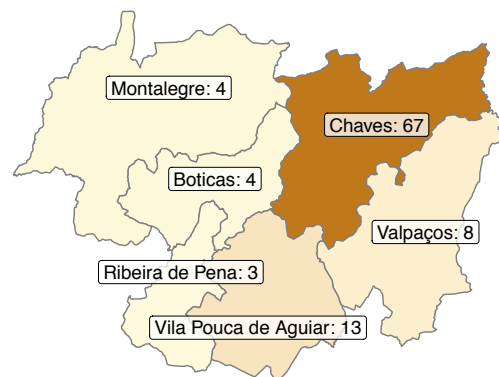 Montalegre: 4
Chaves: 67
Boticas: 4
Valpaços: 8
Ribeira de Pena: 3
Vila Pouca de Aguiar: 13